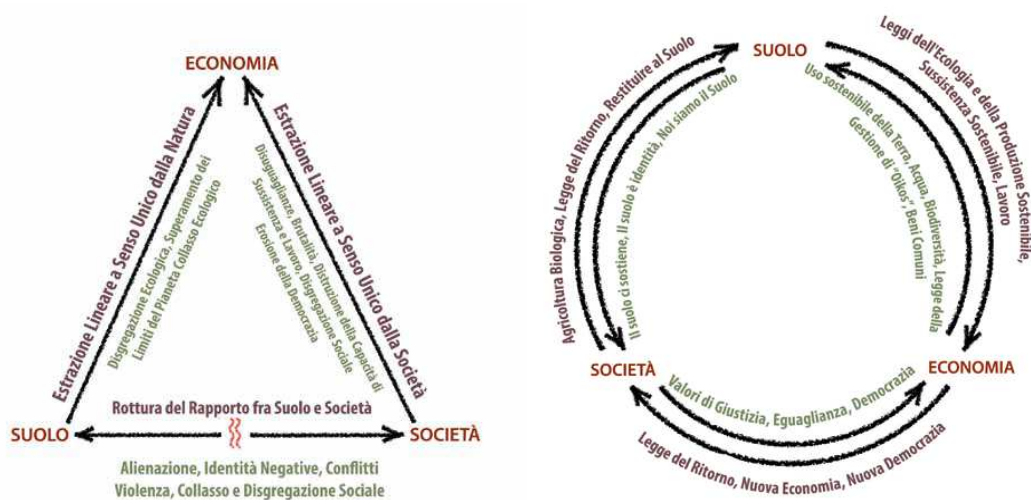 ECONOMIA
Estrazione Lineare a Senso Unico dalla Natura
Disgregazione Ecologica, Superamento dei
Limiti del Pianeta Collasso Ecologico
Estrazione Lineare a Senso Unico dalla Società
Disuguaglianze, Brutalità, Distruzione della Capacità di
Sussistenza e Lavoro, Disgregazione Sociale
Erosione della Democrazia
Rottura del Rapporto fra Suolo e Società
SUOLO
SOCIETÀ
Alienazione, Identità Negative, Conflitti
Violenza, Collasso e Disgregazione Sociale
SUOLO
Agricoltura Biologica, Legge del Ritorno, Restituire al Suolo
Il suolo ci sostiene, Il suolo è identità, Noi siamo il Suolo
Leggi dell'Ecologia e della Produzione Sostenibile,
Sussistenza Sostenibile, Lavoro
Uso sostenibile della Terra, Acqua, Biodiversità, Legge della
Gestione di "Oikos", Beni Comuni
SOCIETÀ
ECONOMIA
Valori di Giustizia, Eguaglianza, Democrazia
Legge del Ritorno, Nuova Economia, Nuova Democrazia